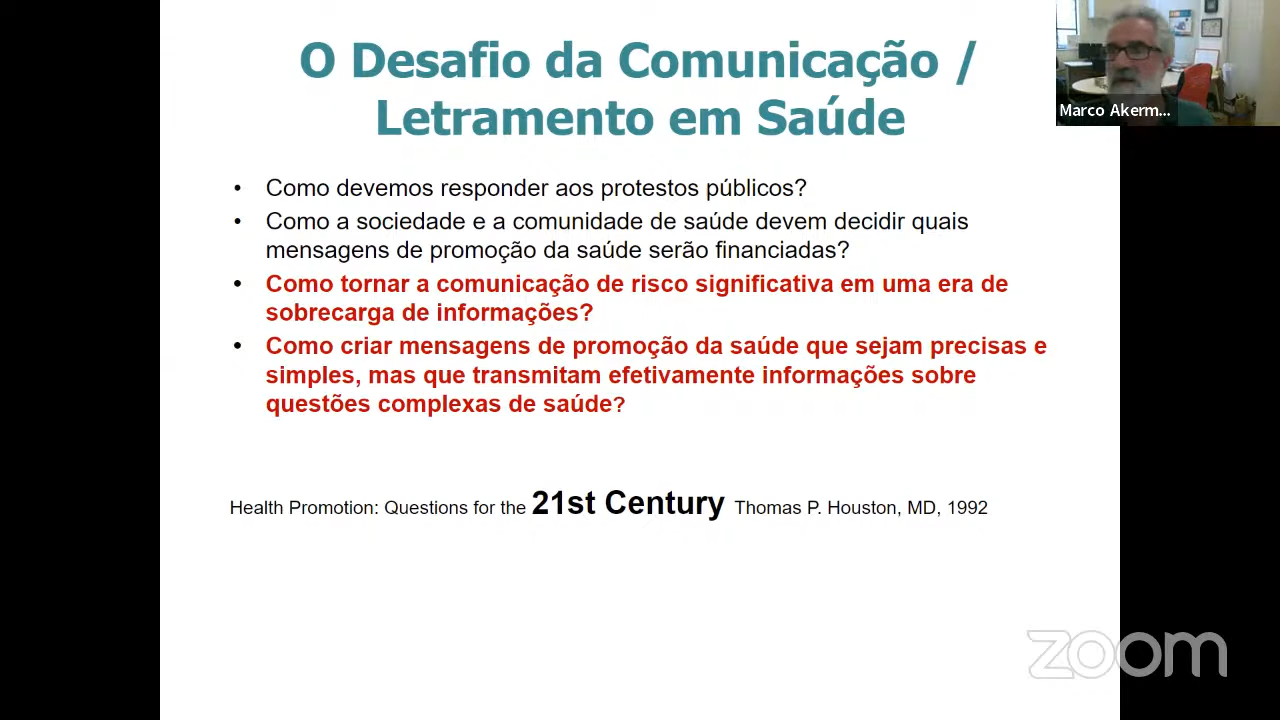 O Desafio da Comunicação /
Letramento em Saúde
Marco Akerm...
• Como devemos responder aos protestos públicos?
• Como a sociedade e a comunidade de saúde devem decidir quais
mensagens de promoção da saúde serão financiadas?
• Como tornar a comunicação de risco significativa em uma era de
sobrecarga de informações?
• Como criar mensagens de promoção da saúde que sejam precisas e
simples, mas que transmitam efetivamente informações sobre
questões complexas de saúde?
Health Promotion: Questions for the 21st Century Thomas P. Houston, MD, 1992
zoom